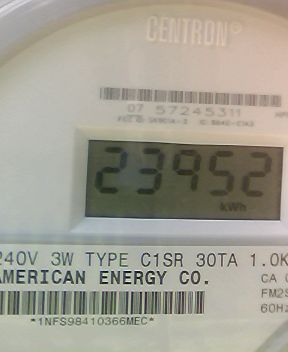 CENTRON®
07 57245311
23952
kWh
240V 3W TYPE C1SR 30TA 1.0K
AMERICAN ENERGY CO.
CA
FM2S
60Hz
*1NFS98410366MEC*